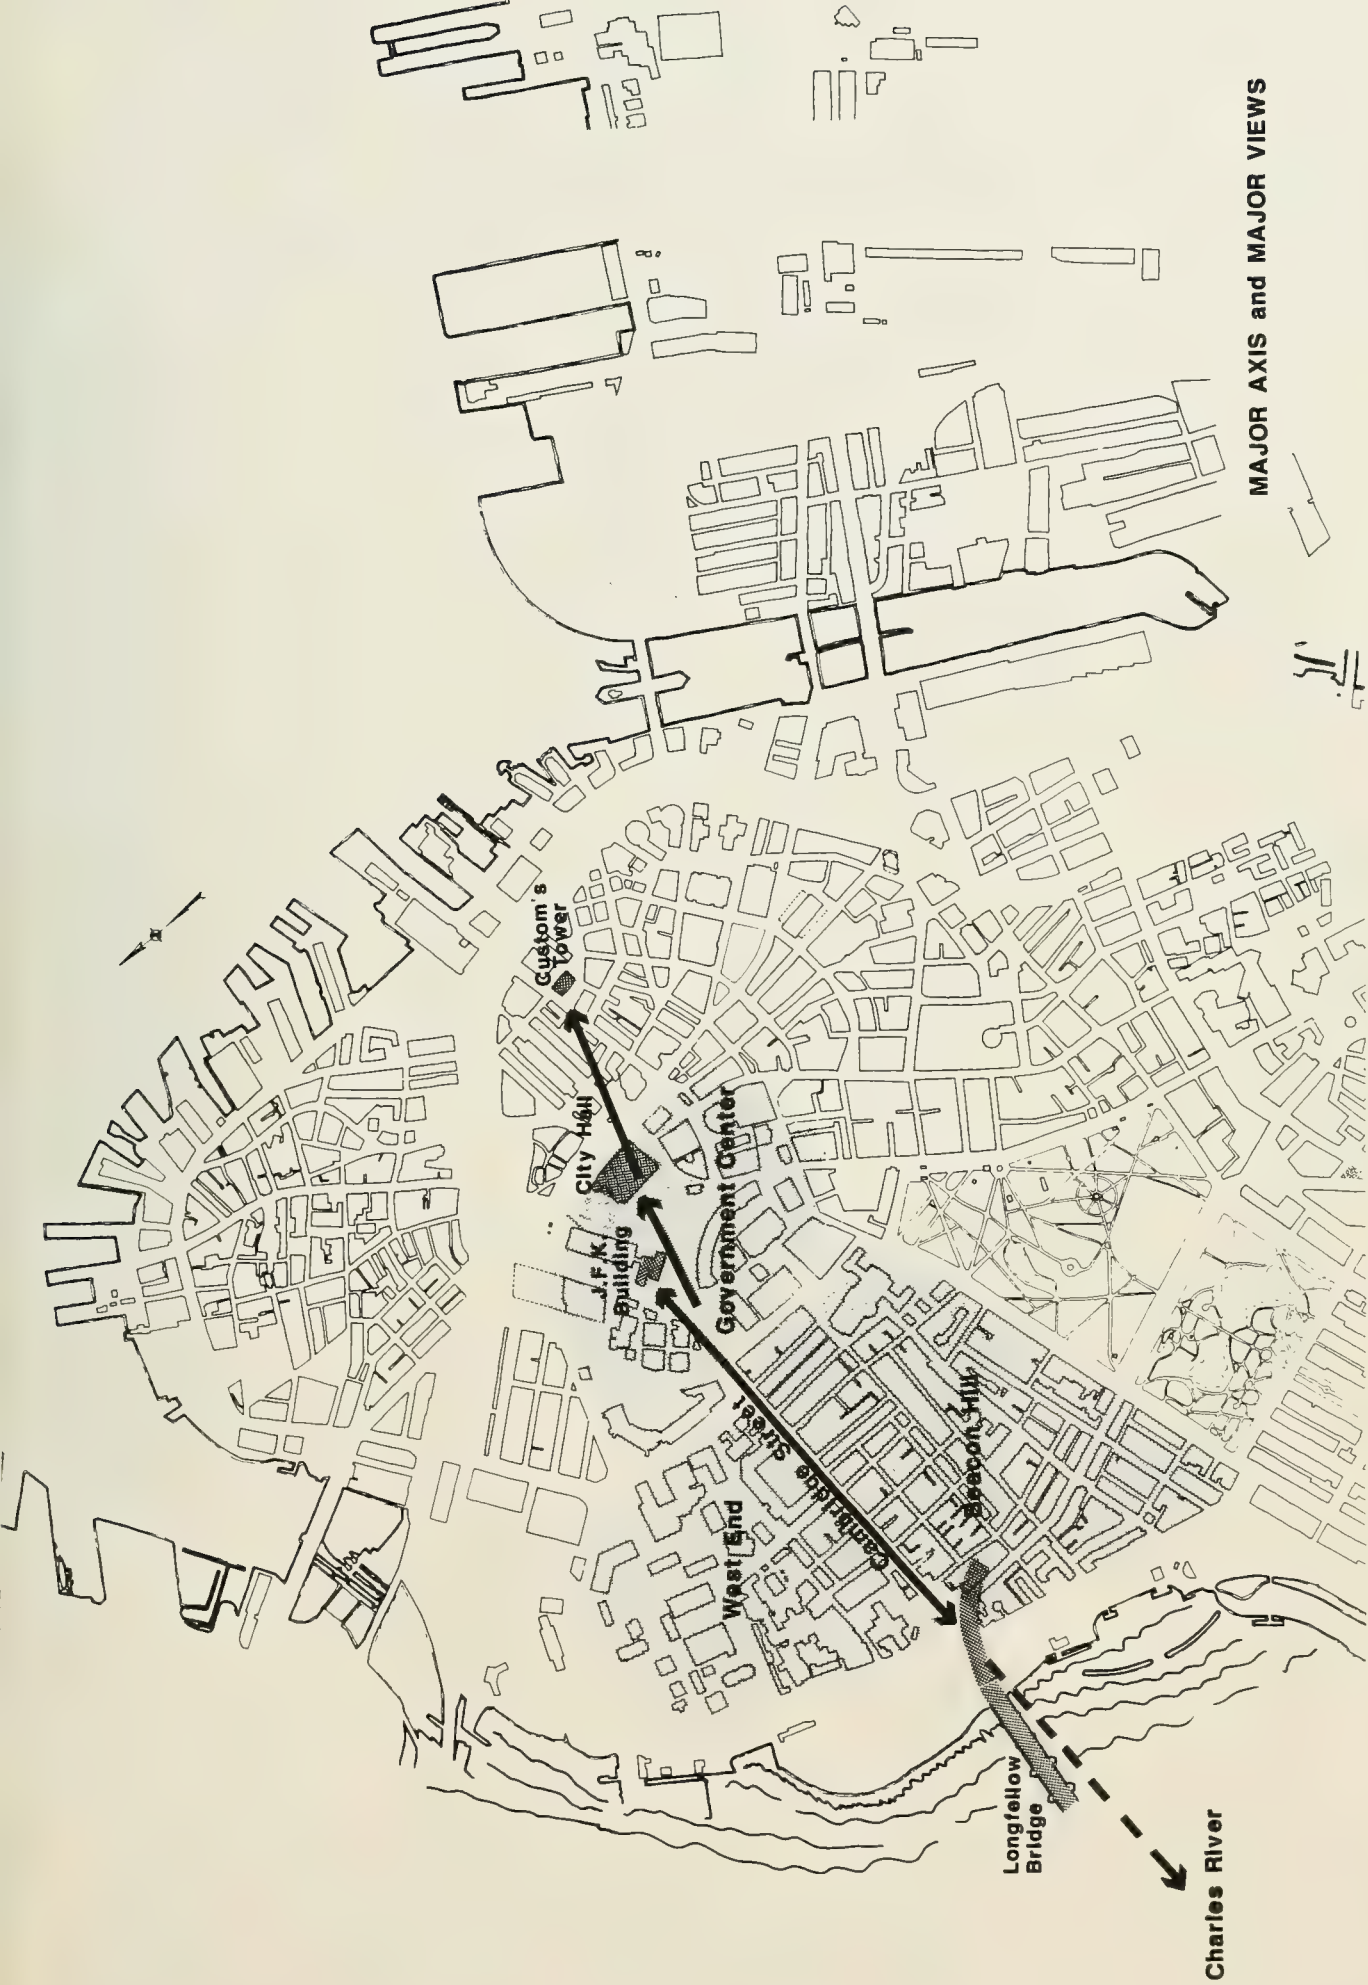 MAJOR AXIS and MAJOR VIEWS
Custom's
Tower
City Hall
J.F.K.
Building
Government Center
Cambridge Street
West End
Beacon Hill
Longfellow
Bridge
Charles River